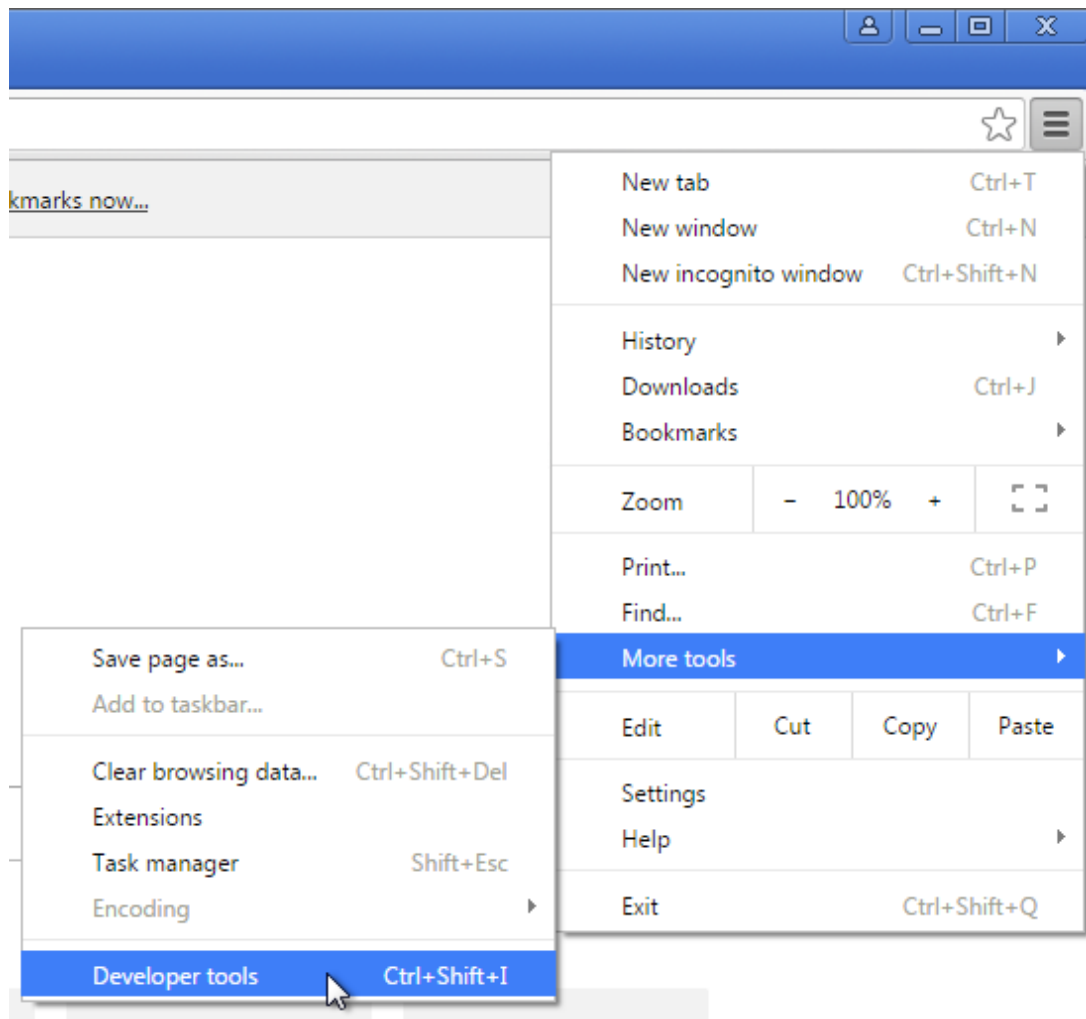 kmarks now...
New tab Ctrl+T
New window Ctrl+N
New incognito window Ctrl+Shift+N
History
Downloads Ctrl+J
Bookmarks
Zoom - 100% +
Print... Ctrl+P
Find... Ctrl+F
More tools
Edit Cut Copy Paste
Settings
Help
Exit Ctrl+Shift+Q
Save page as... Ctrl+S
Add to taskbar...
Clear browsing data... Ctrl+Shift+Del
Extensions
Task manager Shift+Esc
Encoding
Developer tools Ctrl+Shift+I